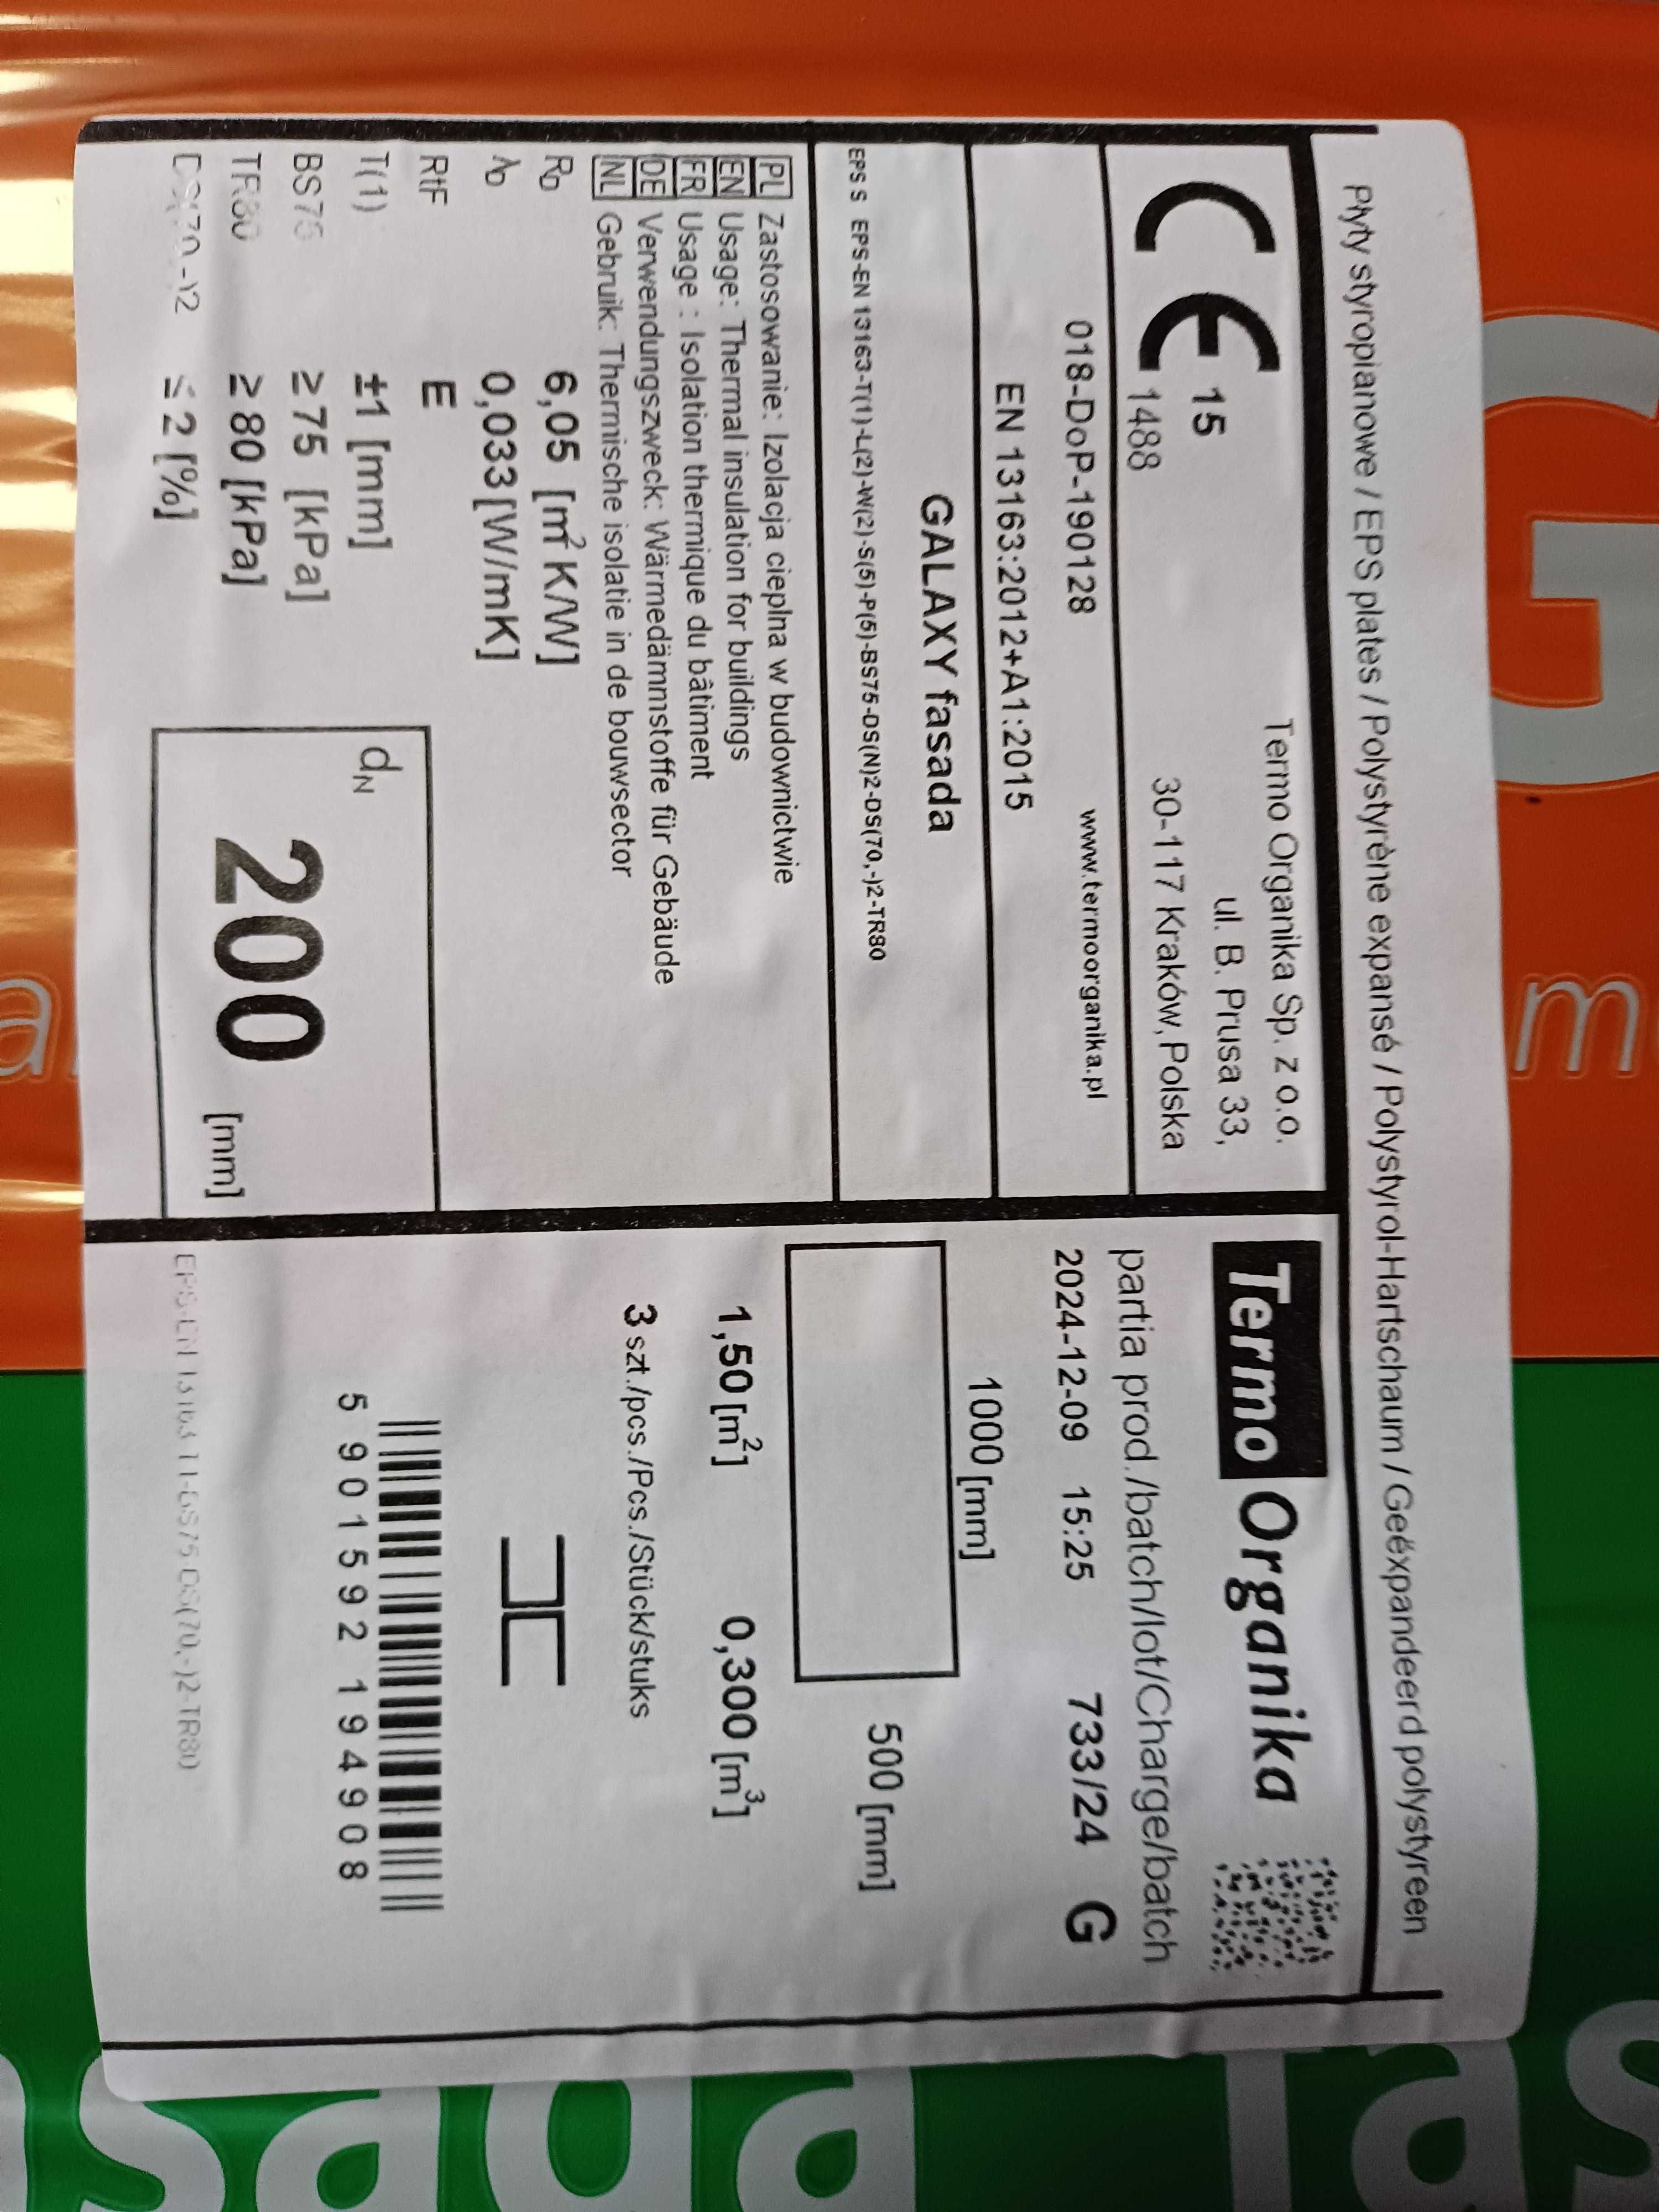 Płyty styropianowe / EPS plates / Polystyrène expansé / Polystyrol-Hartschaum / Geëxpandeerd polystyreen
CE 15
1488
Termo Organika Sp. z o.o.
ul. B. Prusa 33,
30-117 Kraków, Polska
018-DoP-190128 www.termoorganika.pl
EN 13163:2012+A1:2015
GALAXY fasada
EPS S EPS-EN 13163-T(1)-L(2)-W(2)-S(5)-P(5)-BS75-DS(N)2-DS(70,-)2-TR80
PL Zastosowanie: Izolacja cieplna w budownictwie
EN Usage: Thermal insulation for buildings
FR Usage : Isolation thermique du bâtiment
DE Verwendungszweck: Wärmedämmstoffe für Gebäude
NL Gebruik: Thermische isolatie in de bouwsector
RD 6,05 [m² K/W]
λD 0,033 [W/mK]
RtF E
T(1) ±1 [mm]
BS75 ≥ 75 [kPa]
TR80 ≥ 80 [kPa]
DS(70,-)2 ≤ 2 [%]
dN
200 [mm]
Termo Organika
partia prod./batch/lot/Charge/batch
2024-12-09 15:25 733/24 G
1000 [mm]
500 [mm]
1,50 [m²] 0,300 [m³]
3 szt./pcs./Pcs./Stück/stuks
5 901592 194908
G
m
a
sada fas